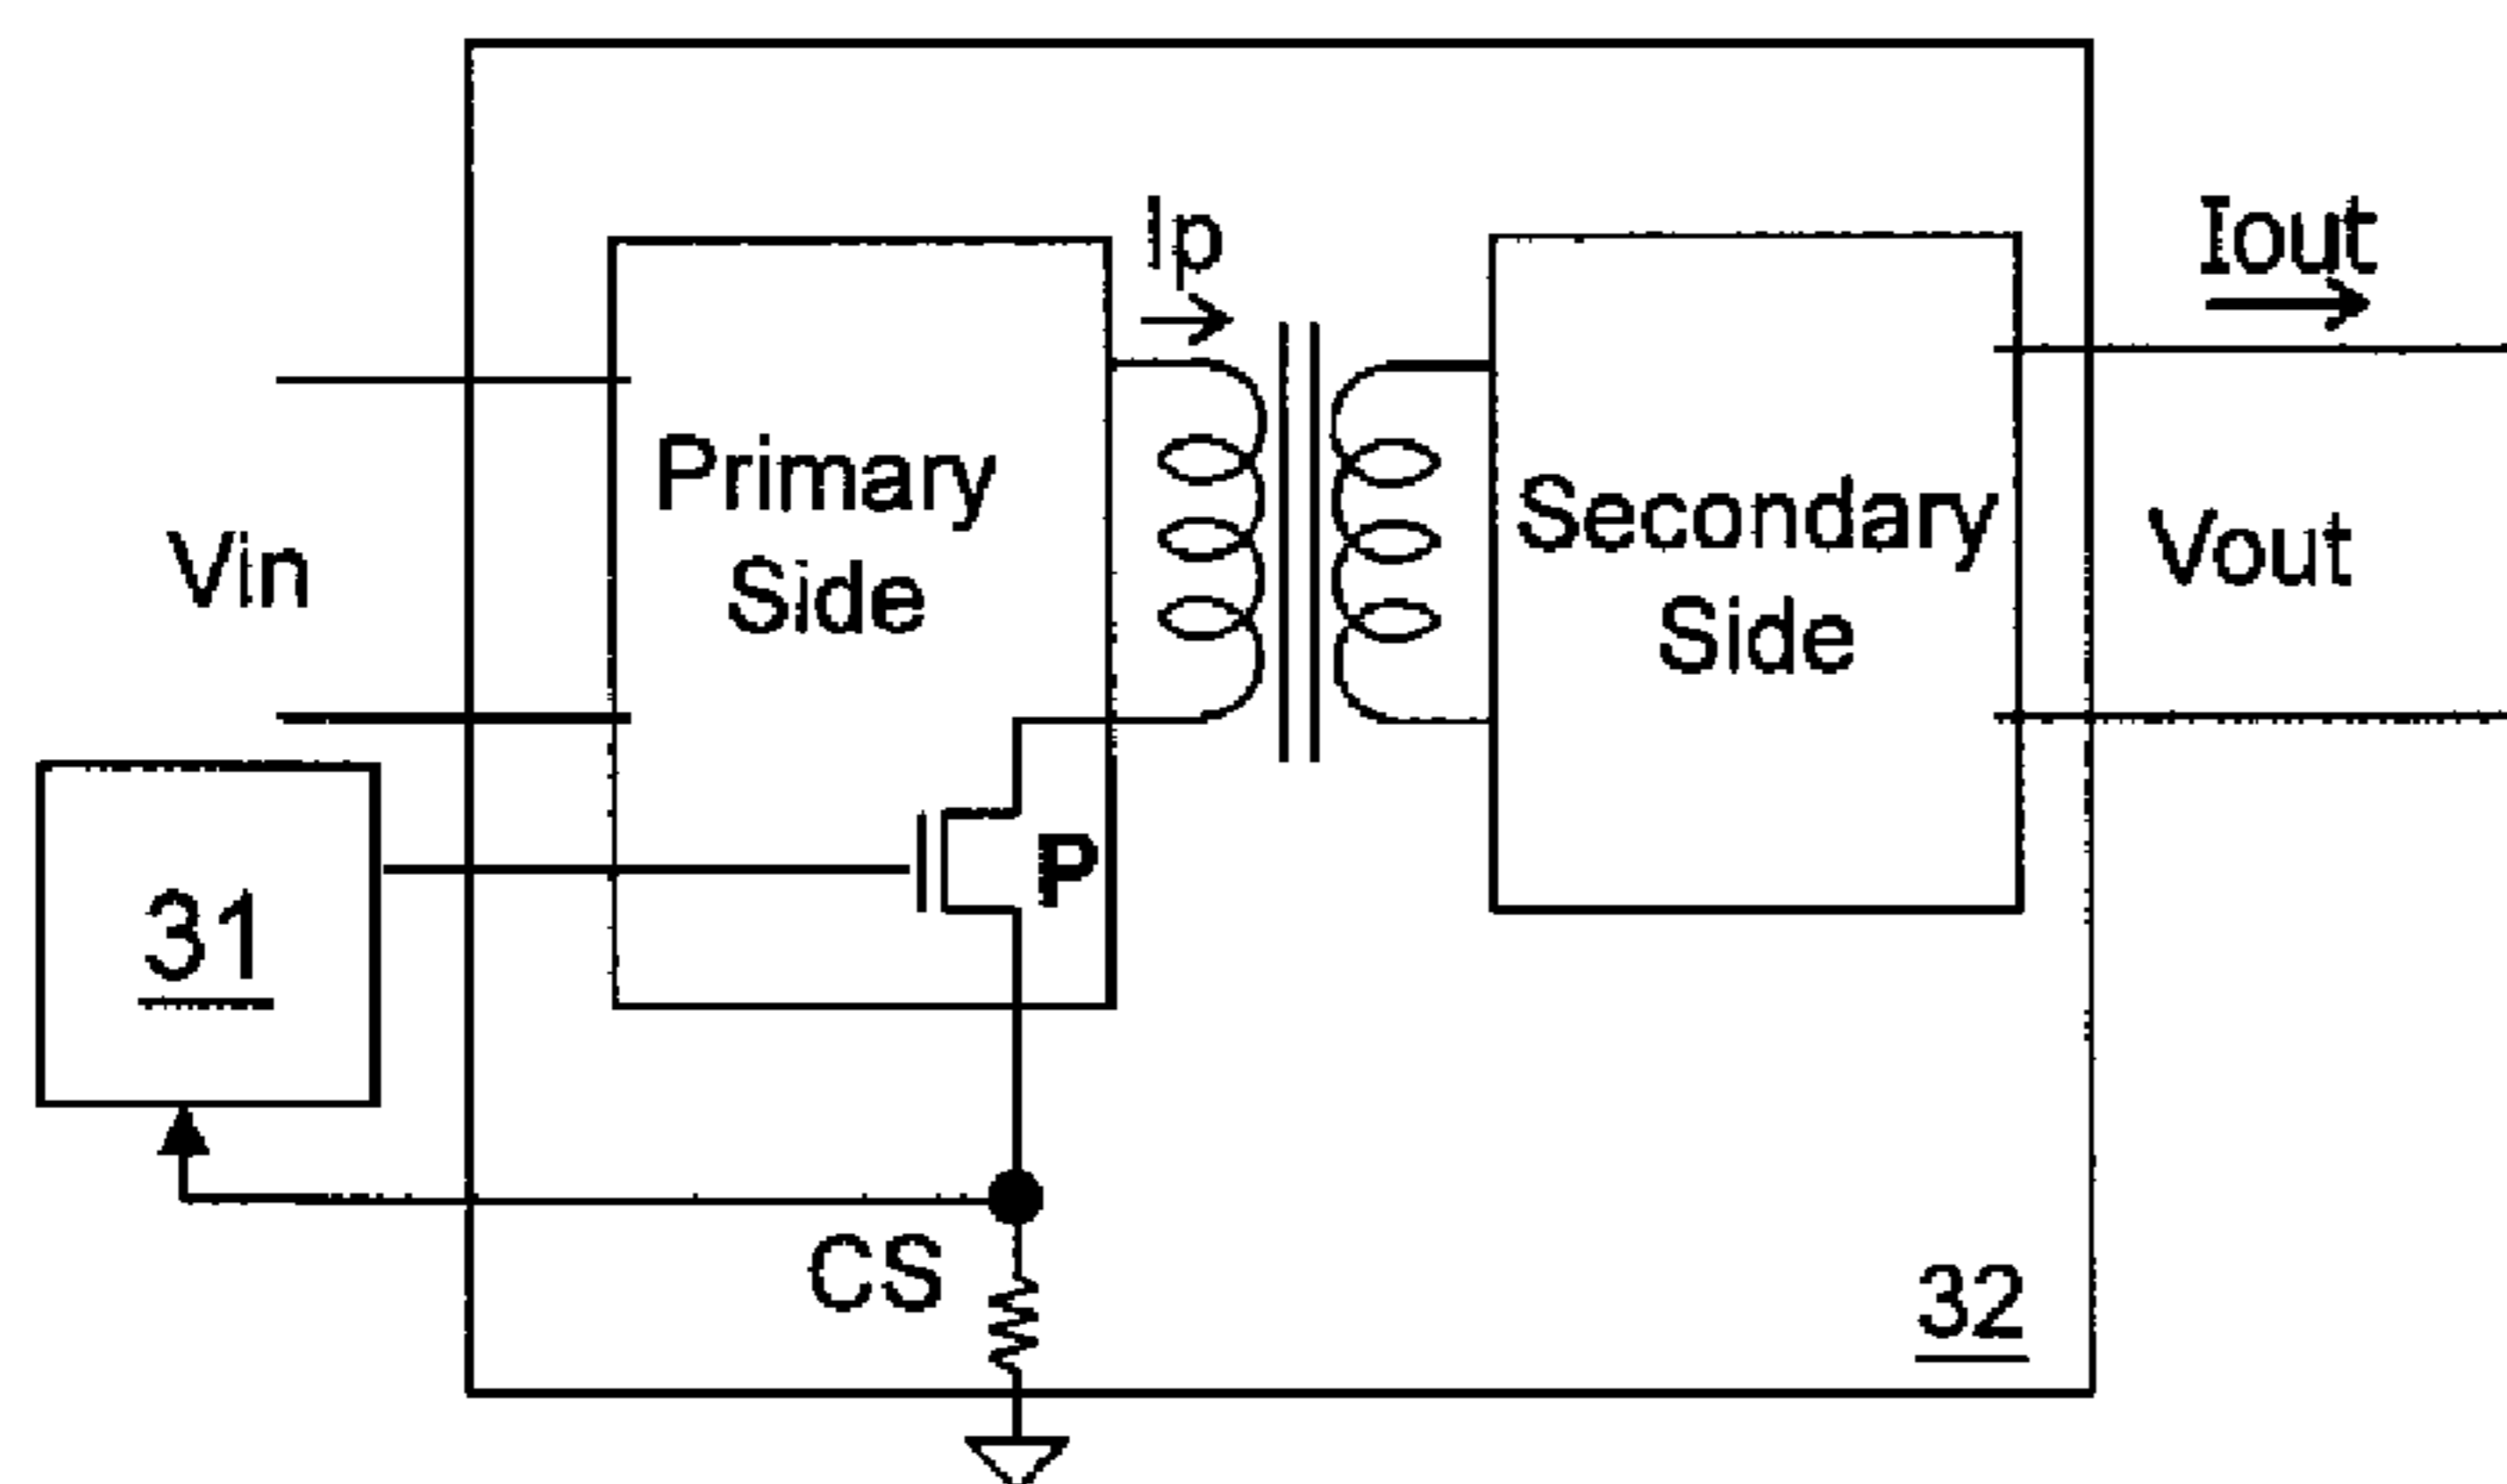 Ip
Iout
Primary
Side
Secondary
Side
Vin
Vout
P
31
CS
32